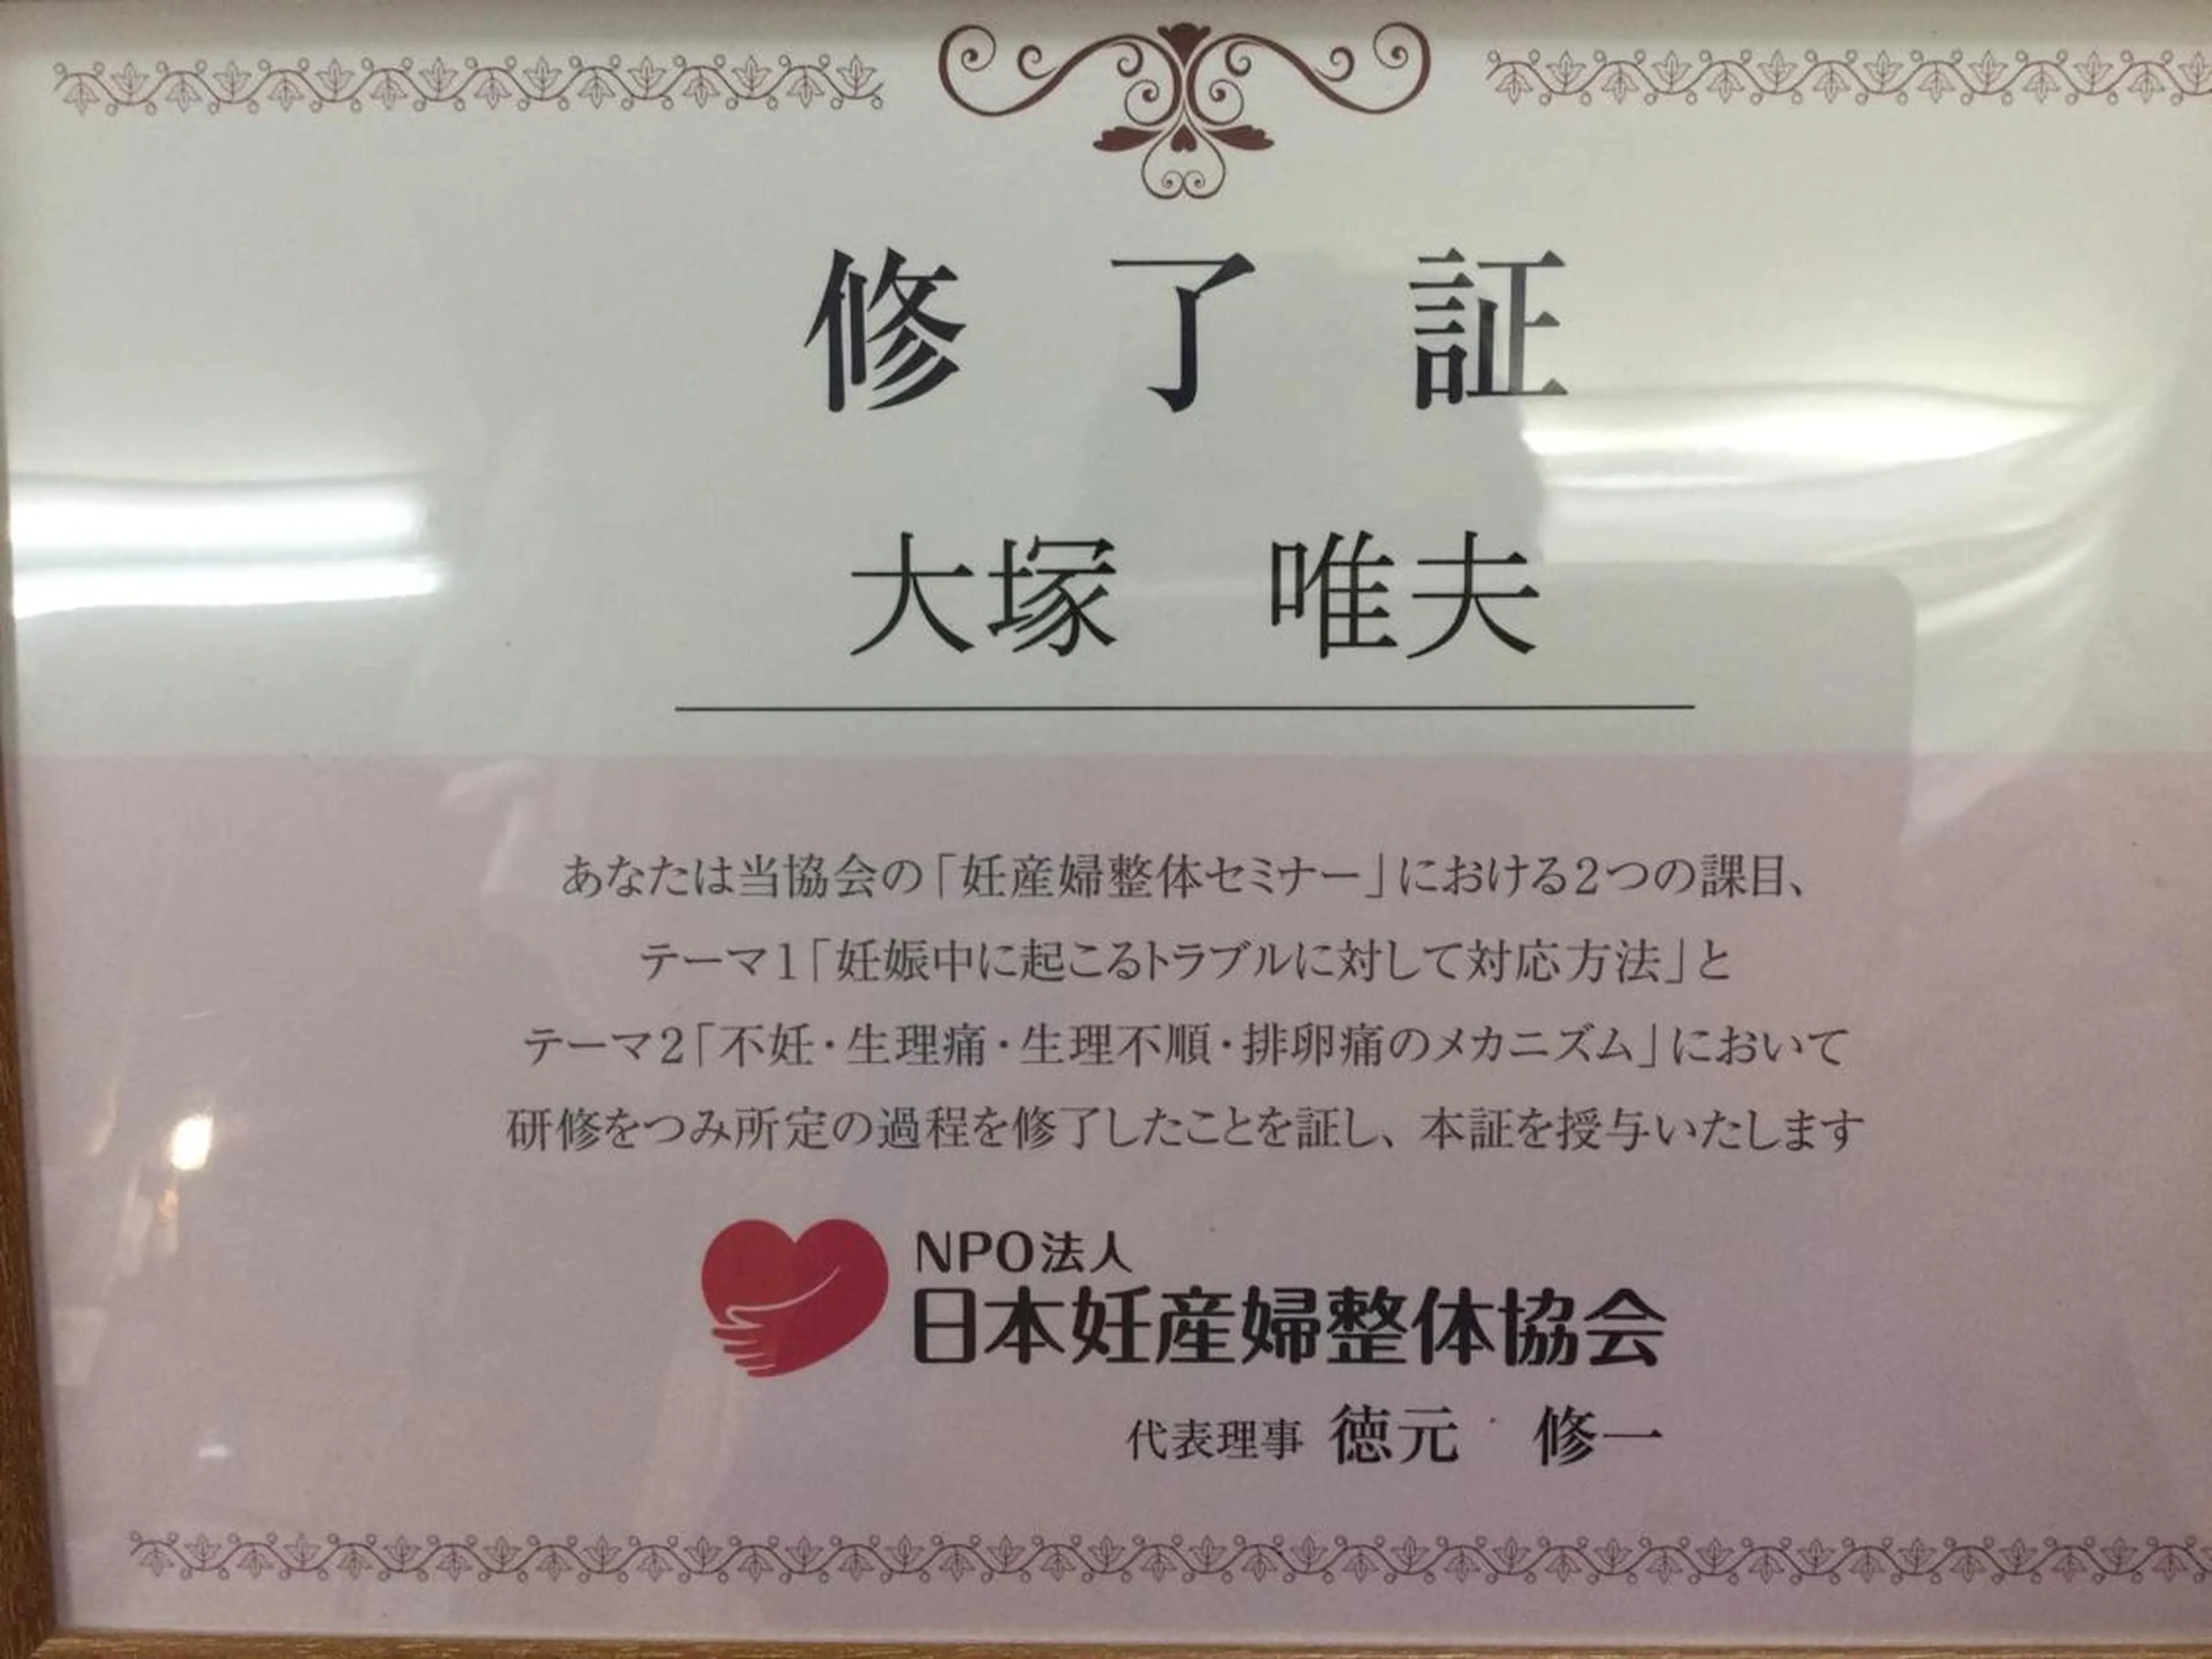 修了証
大塚 唯夫
あなたは当協会の「妊産婦整体セミナー」における2つの課目、
テーマ1「妊娠中に起こるトラブルに対して対応方法」と
テーマ2「不妊・生理痛・生理不順・排卵痛のメカニズム」において
研修をつみ所定の過程を修了したことを証し、本証を授与いたします
NPO法人
日本妊産婦整体協会
代表理事 徳元 修一